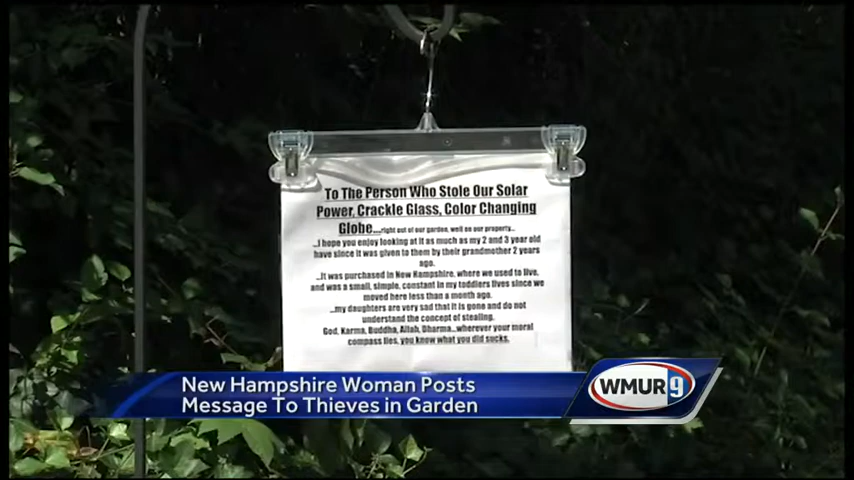 To The Person Who Stole Our Solar
Power, Crackle Glass, Color Changing
Globe...right out of our garden, well on our property...
...i hope you enjoy looking at it as much as my 2 and 3 year old
have since it was given to them by their grandmother 2 years
ago.
...it was purchased in New Hampshire, where we used to live,
and was a small, simple, constant in my toddlers lives since we
moved here less than a month ago.
...my daughters are very sad that it is gone and do not
understand the concept of stealing.
God, Karma, Buddha, Allah, Dharma...wherever your moral
compass lies, you know what you did sucks.
New Hampshire Woman Posts
Message To Thieves in Garden
WMUR 9